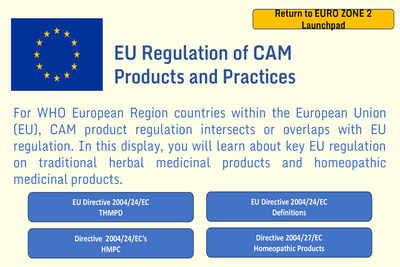 Return to EURO ZONE 2
Launchpad
EU Regulation of CAM
Products and Practices
For WHO European Region countries within the European Union
(EU), CAM product regulation intersects or overlaps with EU
regulation. In this display, you will learn about key EU regulation
on traditional herbal medicinal products and homeopathic
medicinal products.
EU Directive 2004/24/EC
THMPD
EU Directive 2004/24/EC
Definitions
Directive 2004/24/EC's
HMPC
Directive 2004/27/EC
Homeopathic Products